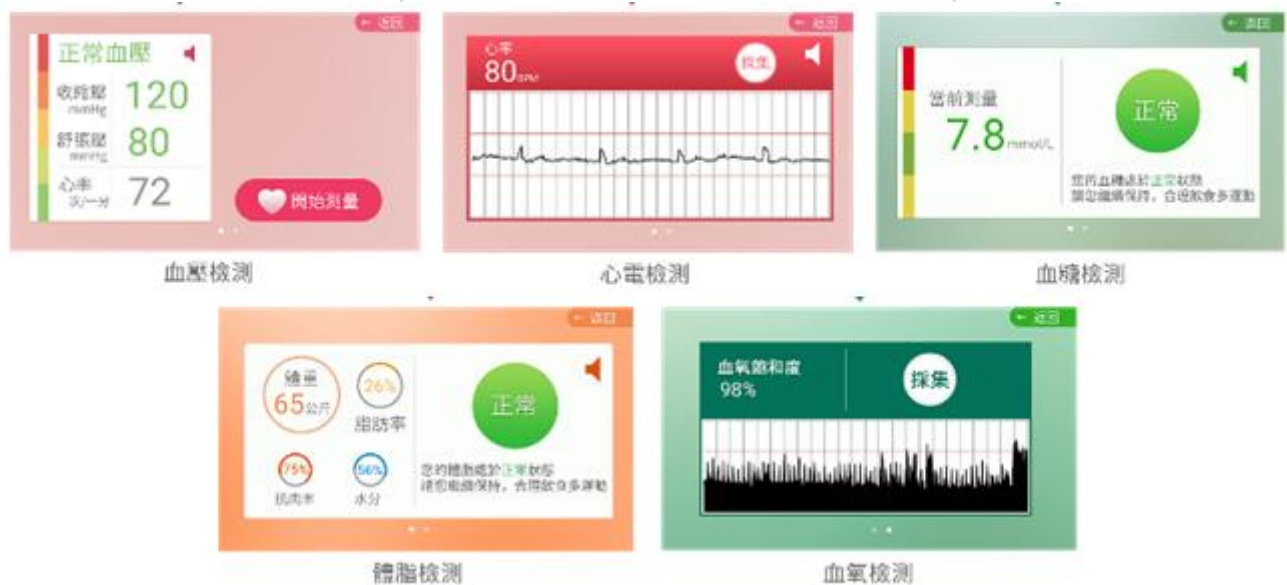 ← 返回
正常血壓
收縮壓 mmHg 120
舒張壓 mmHg 80
心率 次/一分 72
開始測量
血壓檢測
← 返回
心率
80 BPM
採集
心電檢測
← 返回
當前測量
7.8 mmol/L
正常
您的血糖處於正常狀態
請您繼續保持，合理飲食多運動
血糖檢測
← 返回
體重
65公斤
26%
脂肪率
75%
肌肉率
56%
水分
正常
您的體脂處於正常狀態
請您繼續保持，合理飲食多運動
體脂檢測
← 返回
血氧飽和度
98%
採集
血氧檢測